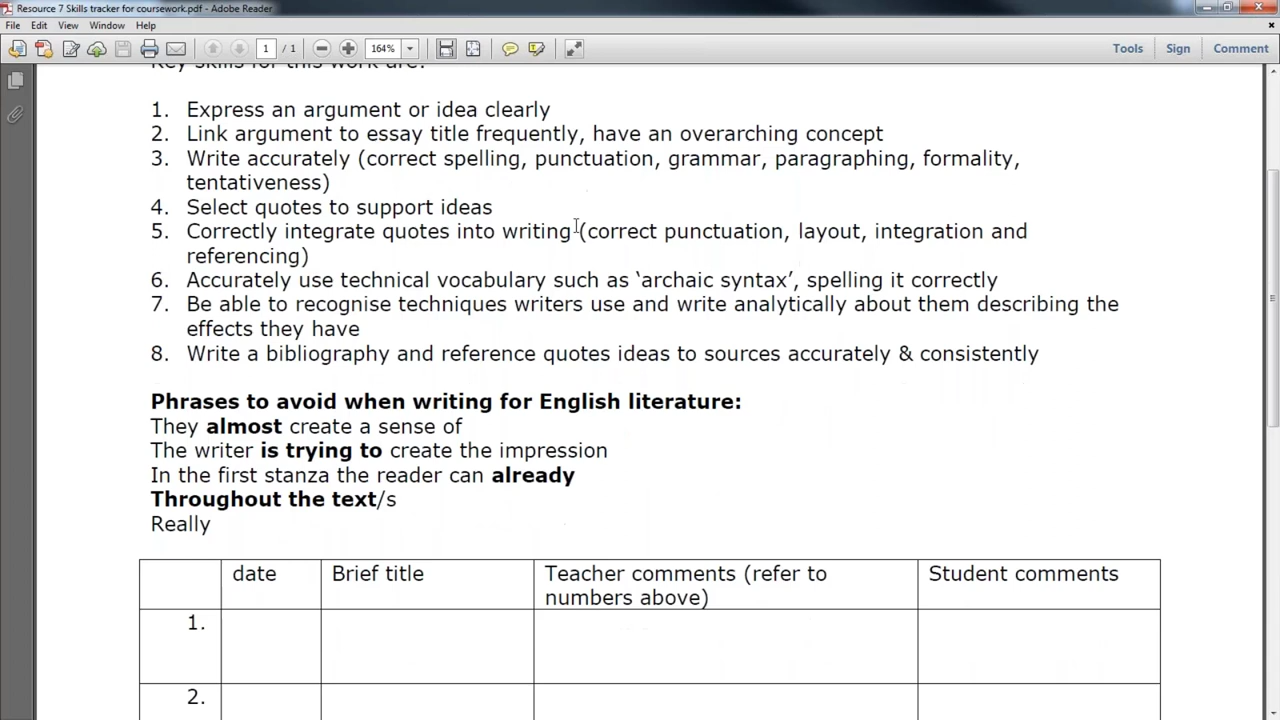 Resource 7 Skills tracker for coursework.pdf - Adobe Reader
File Edit View Window Help
1 / 1 164% Tools Sign Comment
Key skills for this work are:
1. Express an argument or idea clearly
2. Link argument to essay title frequently, have an overarching concept
3. Write accurately (correct spelling, punctuation, grammar, paragraphing, formality,
tentativeness)
4. Select quotes to support ideas
5. Correctly integrate quotes into writing (correct punctuation, layout, integration and
referencing)
6. Accurately use technical vocabulary such as ‘archaic syntax’, spelling it correctly
7. Be able to recognise techniques writers use and write analytically about them describing the
effects they have
8. Write a bibliography and reference quotes ideas to sources accurately & consistently
Phrases to avoid when writing for English literature:
They almost create a sense of
The writer is trying to create the impression
In the first stanza the reader can already
Throughout the text/s
Really
date Brief title Teacher comments (refer to Student comments
numbers above)
1.
2.